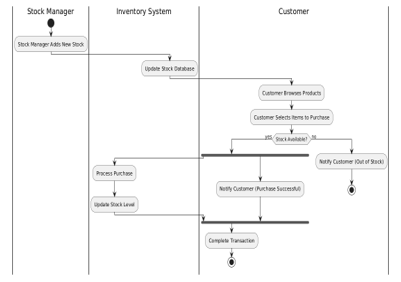 Stock Manager
Inventory System
Customer
Stock Manager Adds New Stock
Update Stock Database
Customer Browses Products
Customer Selects Items to Purchase
yes
Stock Available?
no
Notify Customer (Out of Stock)
Process Purchase
Notify Customer (Purchase Successful)
Update Stock Level
Complete Transaction